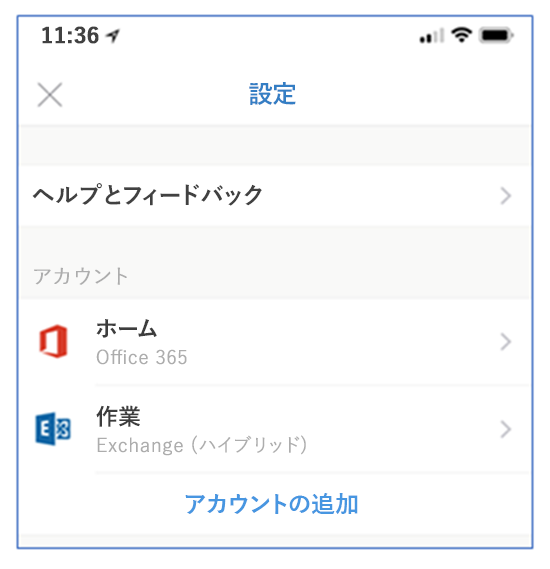 11:36
設定
ヘルプとフィードバック
アカウント
ホーム
Office 365
作業
Exchange (ハイブリッド)
アカウントの追加